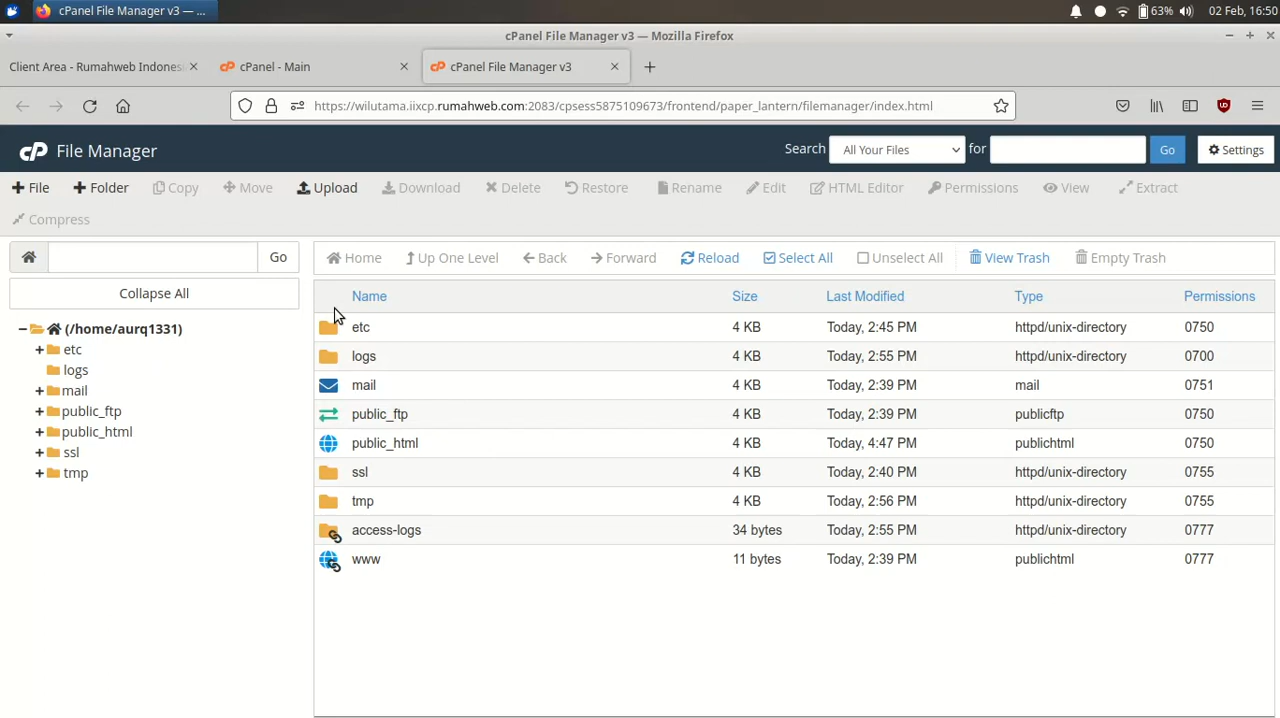 cPanel File Manager v3 — ...
63%
02 Feb, 16:50
cPanel File Manager v3 — Mozilla Firefox
Client Area - Rumahweb Indones
cPanel - Main
cPanel File Manager v3
https://wilutama.iixcp.rumahweb.com:2083/cpsess5875109673/frontend/paper_lantern/filemanager/index.html
cP File Manager
Search All Your Files for Go Settings
File Folder Copy Move Upload Download Delete Restore Rename Edit HTML Editor Permissions View Extract
Compress
Go
Home Up One Level Back Forward Reload Select All Unselect All View Trash Empty Trash
Collapse All
(/home/aurq1331)
etc
logs
mail
public_ftp
public_html
ssl
tmp
Name Size Last Modified Type Permissions
etc 4 KB Today, 2:45 PM httpd/unix-directory 0750
logs 4 KB Today, 2:55 PM httpd/unix-directory 0700
mail 4 KB Today, 2:39 PM mail 0751
public_ftp 4 KB Today, 2:39 PM publicftp 0750
public_html 4 KB Today, 4:47 PM publichtml 0750
ssl 4 KB Today, 2:40 PM httpd/unix-directory 0755
tmp 4 KB Today, 2:56 PM httpd/unix-directory 0755
access-logs 34 bytes Today, 2:55 PM httpd/unix-directory 0777
www 11 bytes Today, 2:39 PM publichtml 0777